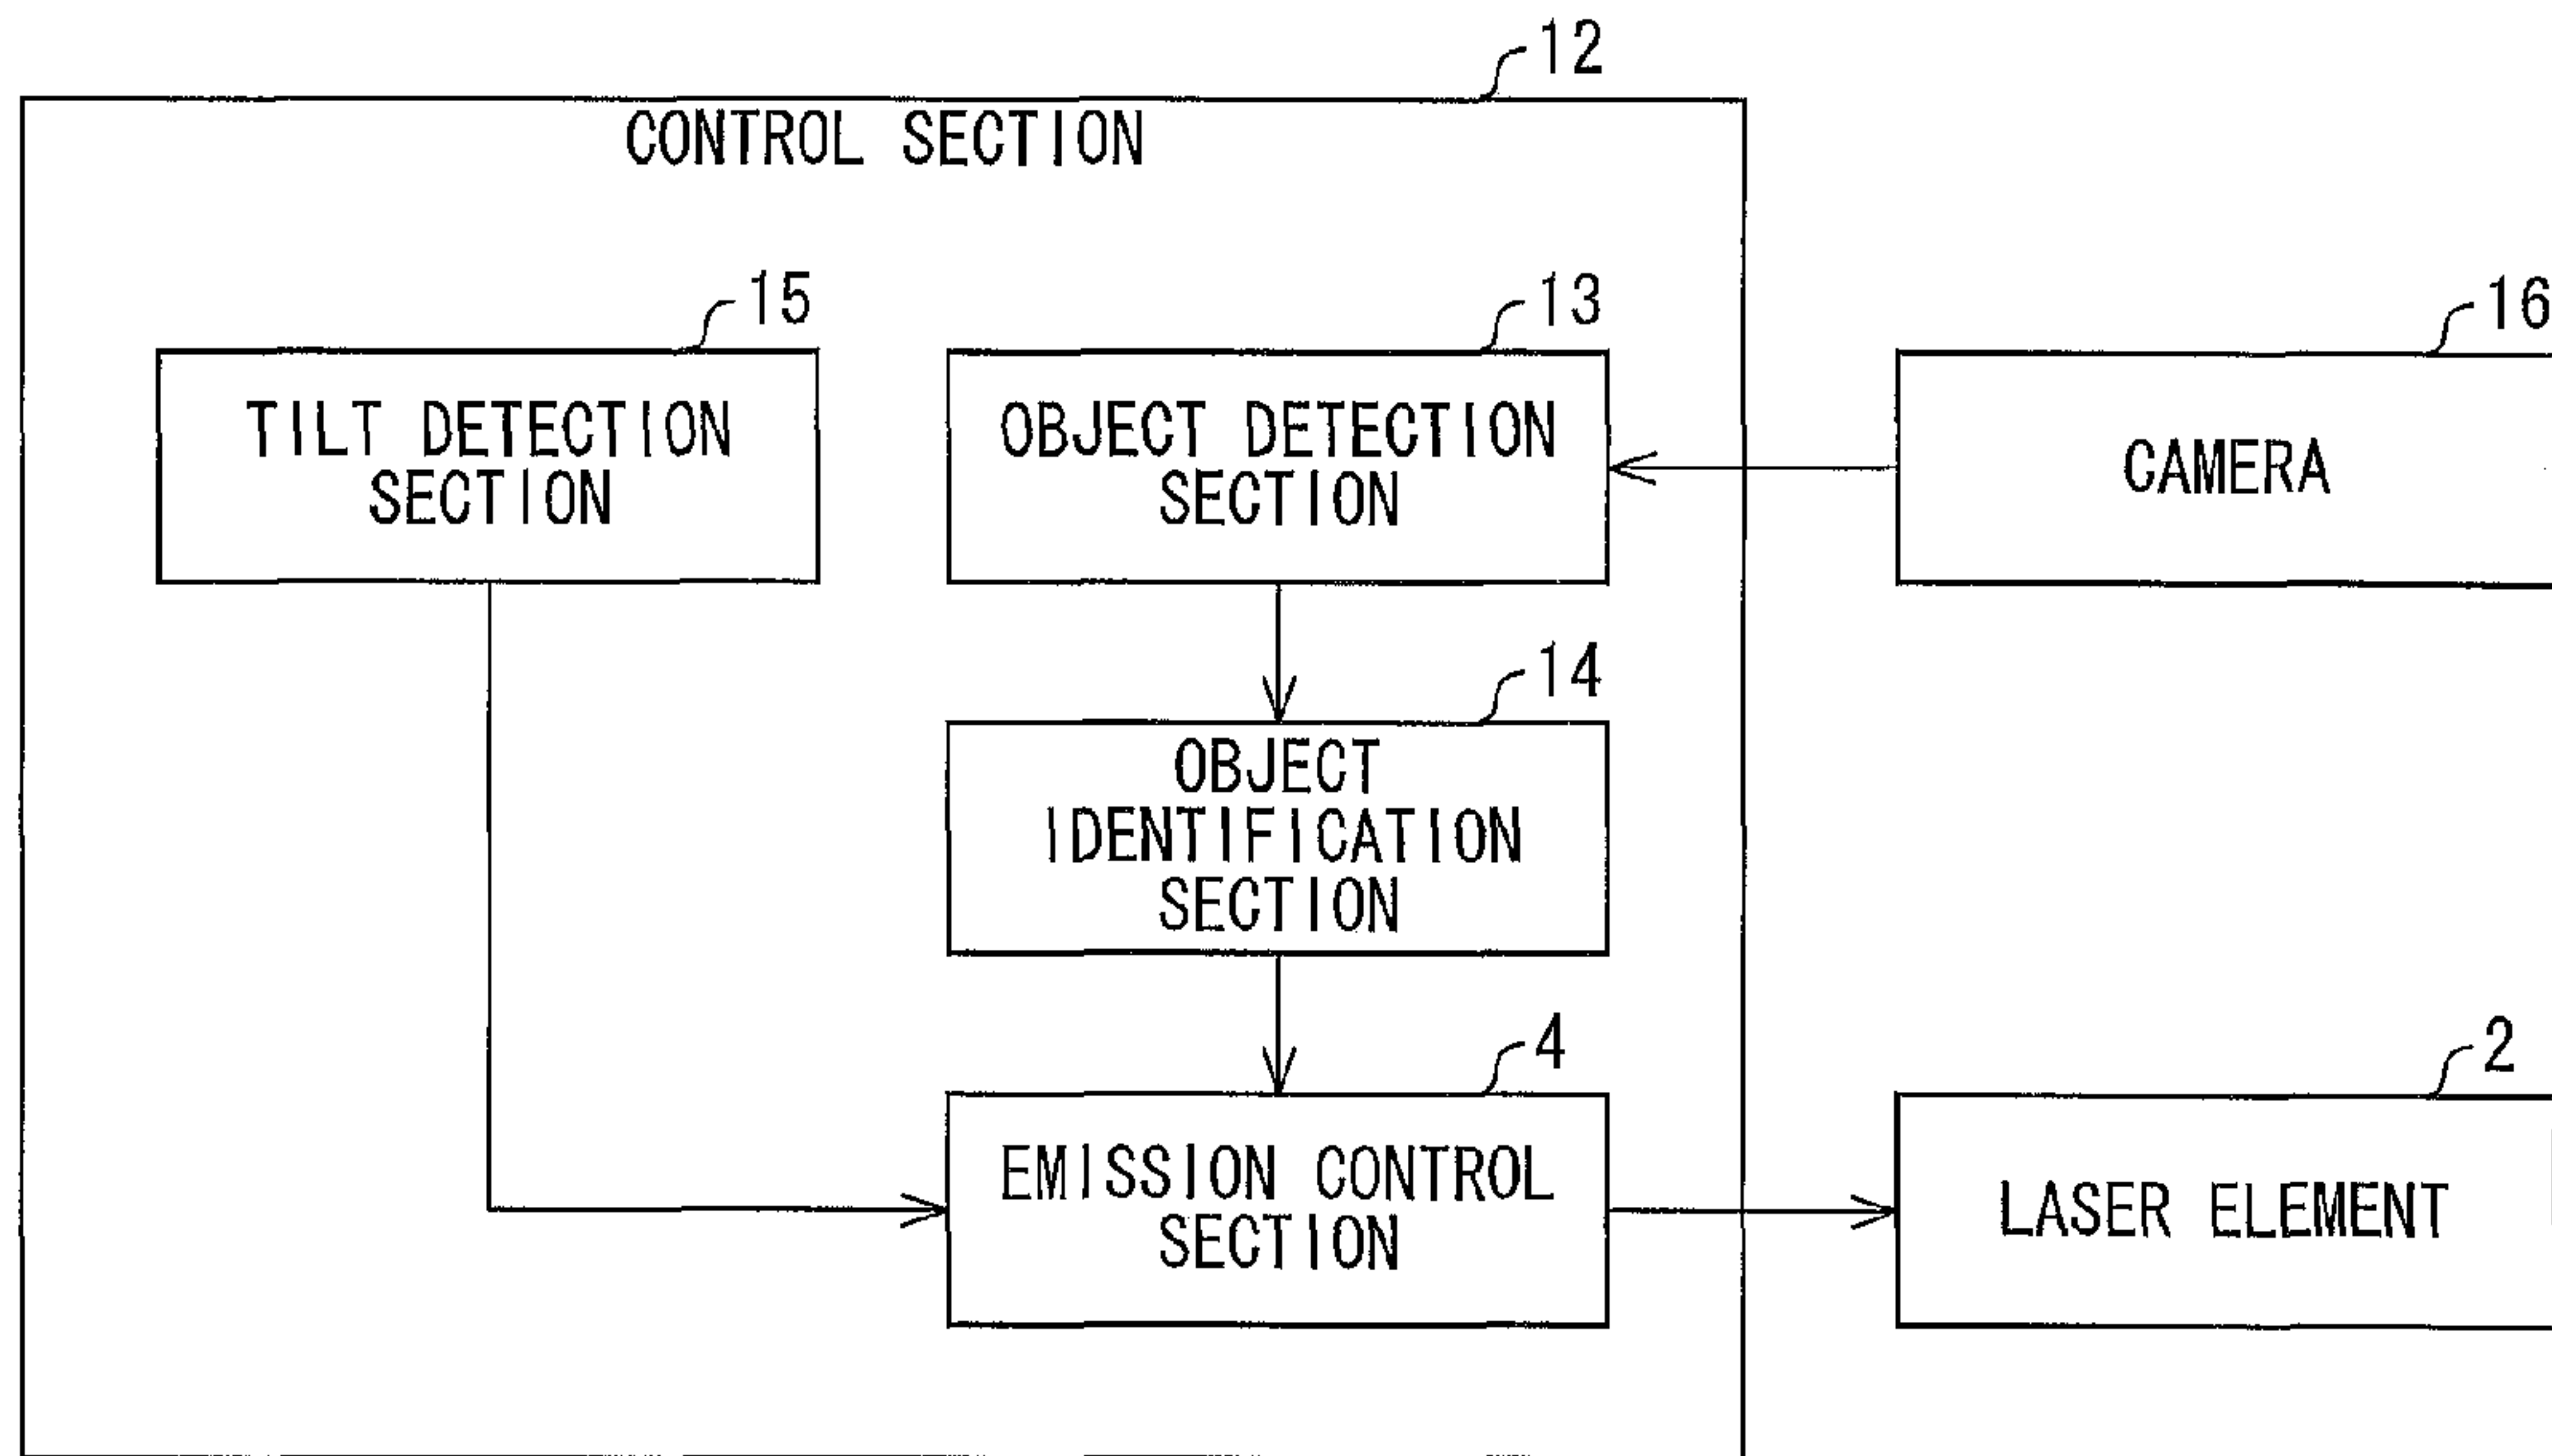 12
CONTROL SECTION
15
13
16
TILT DETECTION
SECTION
OBJECT DETECTION
SECTION
CAMERA
14
OBJECT
IDENTIFICATION
SECTION
4
2
EMISSION CONTROL
SECTION
LASER ELEMENT